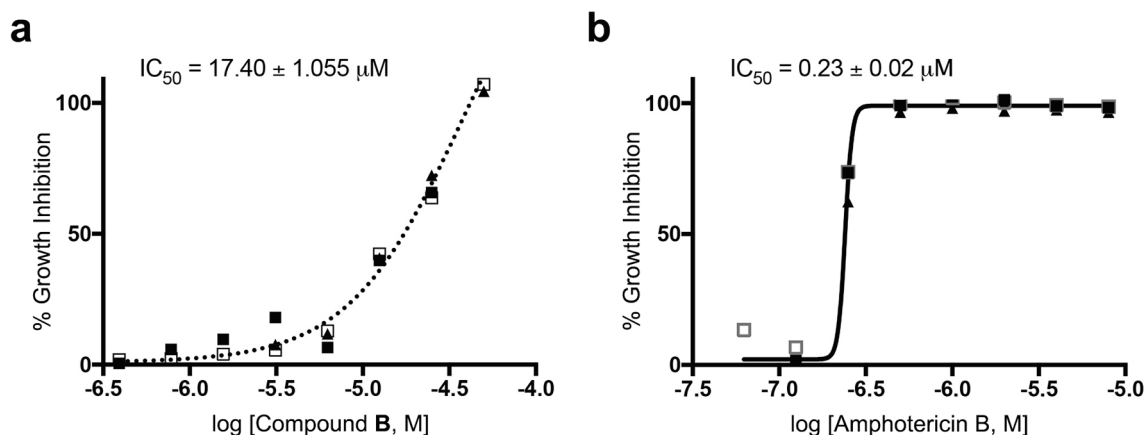 a
IC50 = 17.40 ± 1.055 μM
% Growth Inhibition
100
50
0
-6.5 -6.0 -5.5 -5.0 -4.5 -4.0
log [Compound B, M]
b
IC50 = 0.23 ± 0.02 μM
% Growth Inhibition
100
50
0
-7.5 -7.0 -6.5 -6.0 -5.5 -5.0
log [Amphotericin B, M]